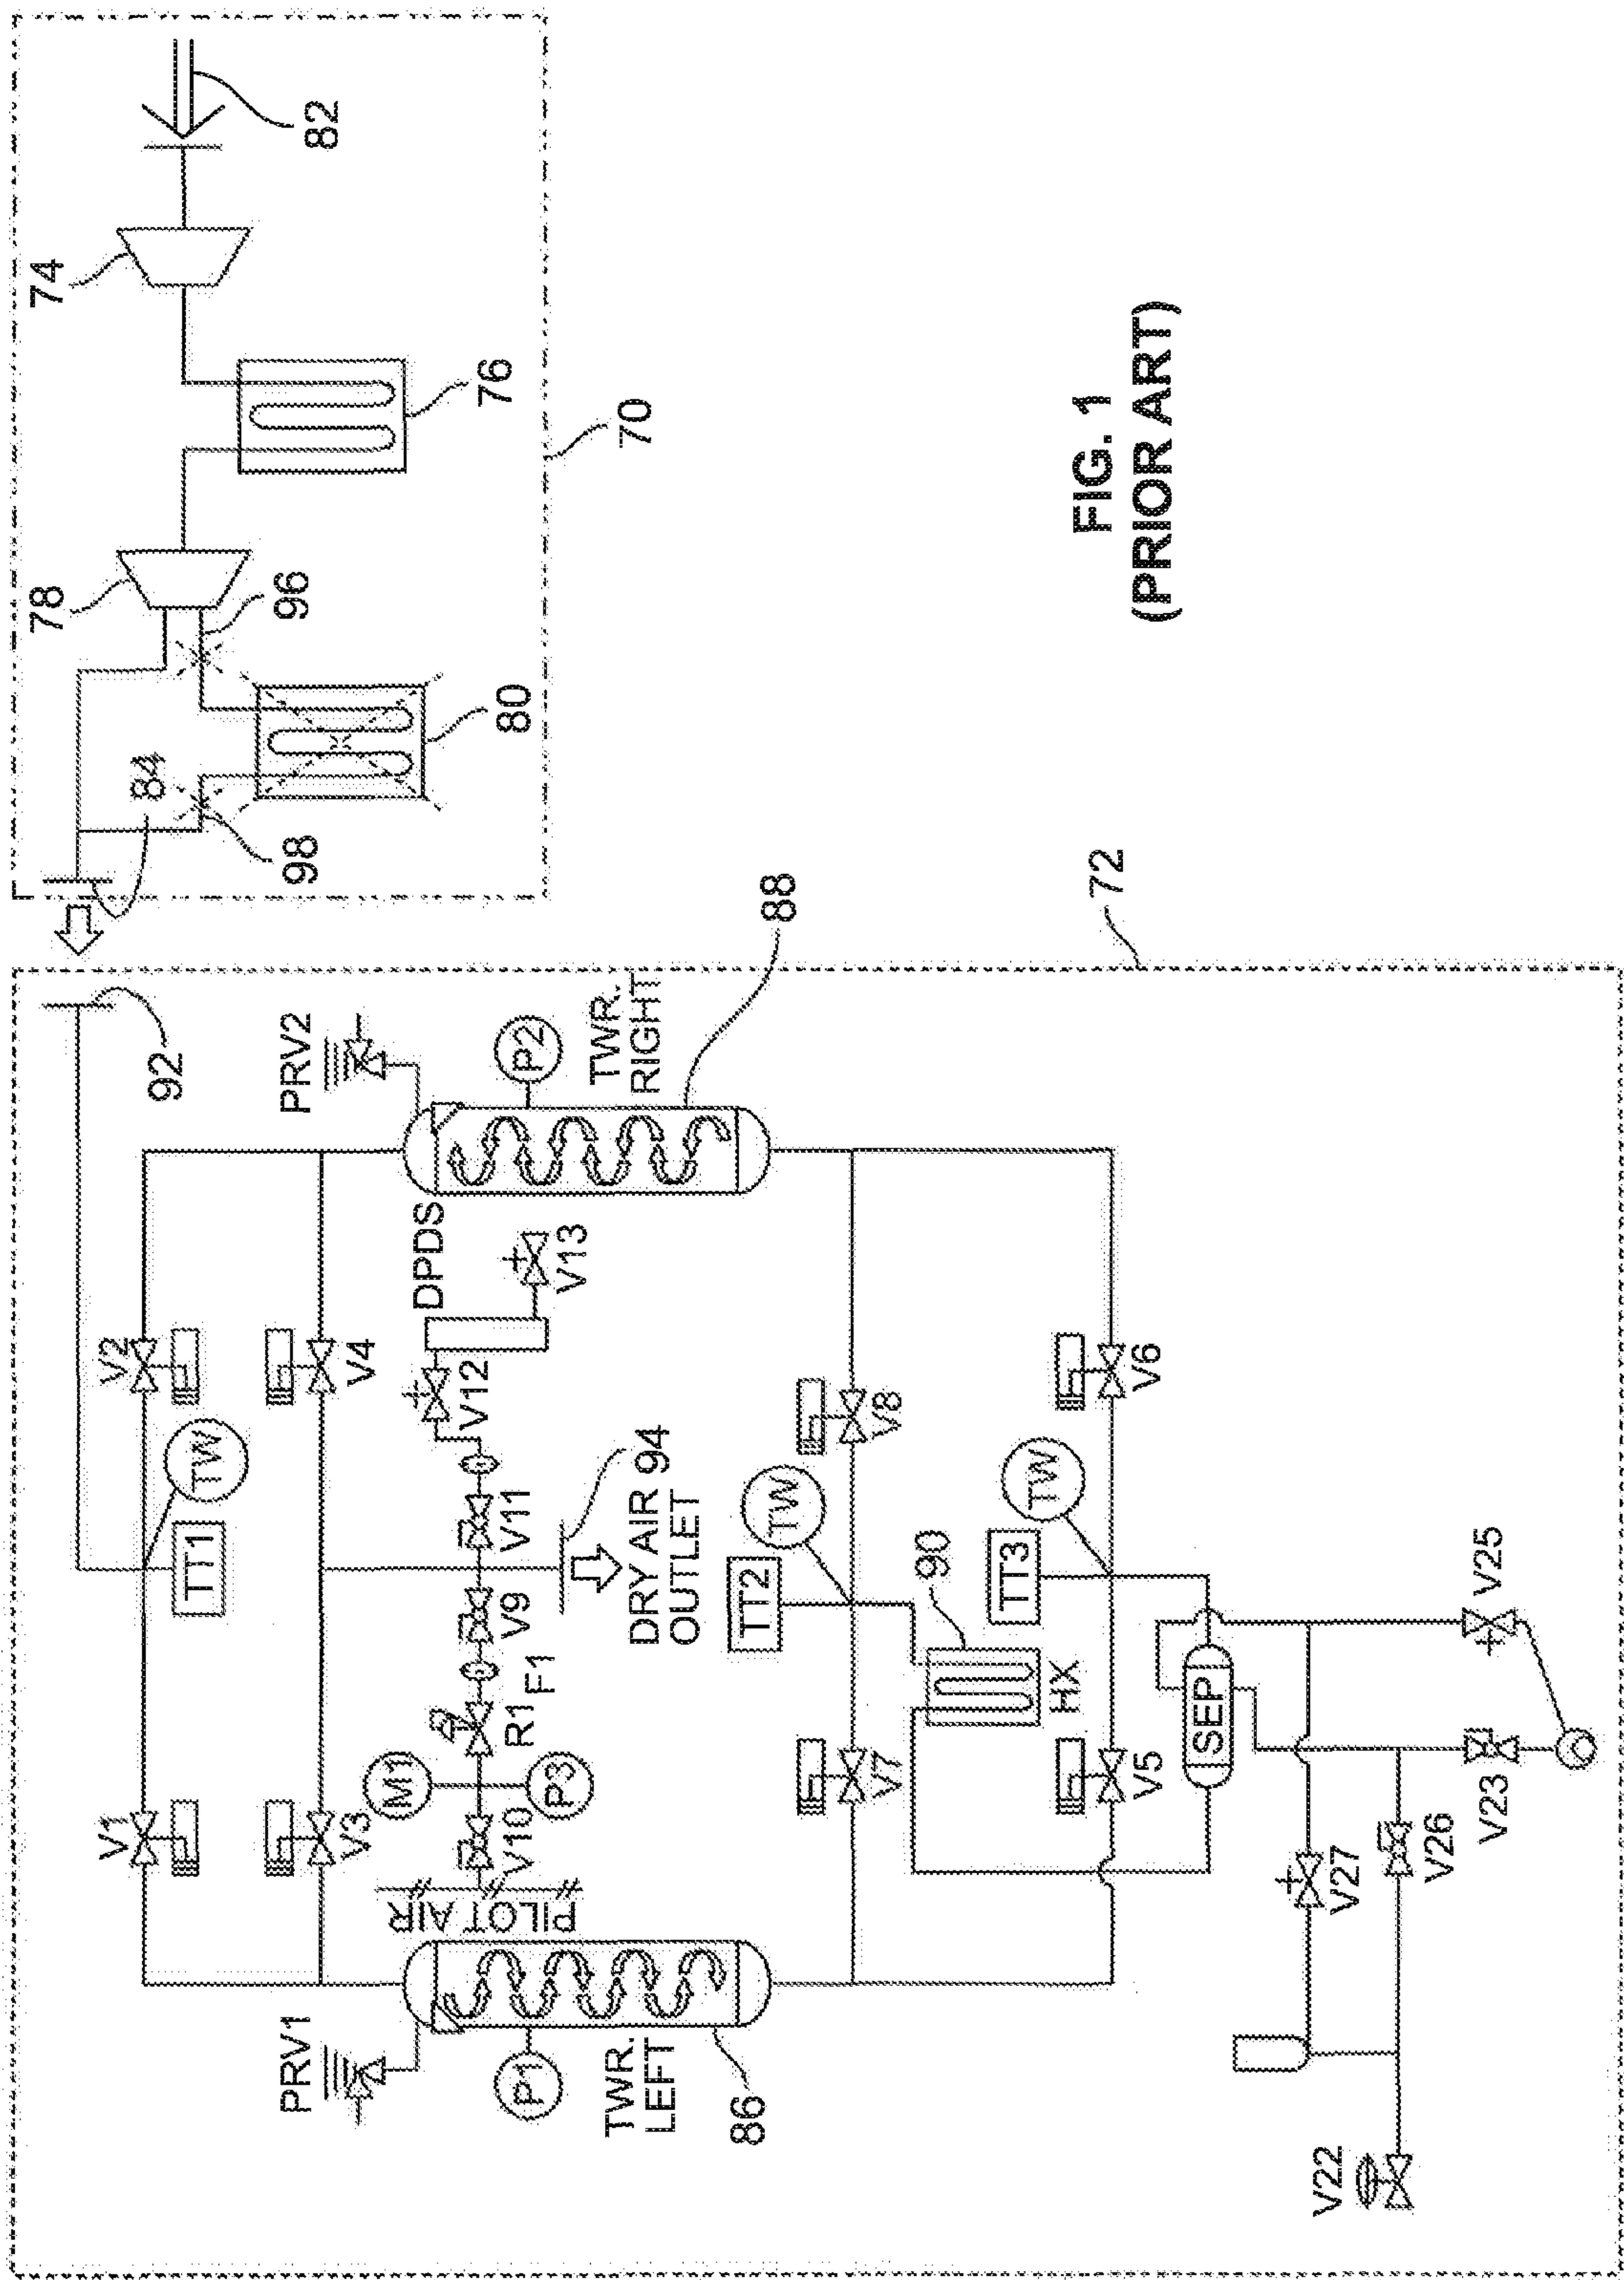 82
74
76
70
78
96
80
84
98
FIG. 1
(PRIOR ART)
72
92
PRV2
P2
TWR.
RIGHT
88
V2
TW
TT1
V4
DPDS
V12
V13
V11
V9
F1
R1
M1
P3
V10
PILOT AIR
94
DRY AIR
OUTLET
V1
V3
PRV1
P1
TWR.
LEFT
86
V8
TW
TT2
90
HX
V7
V6
TW
TT3
V5
SEP
V25
V23
V26
V27
V22